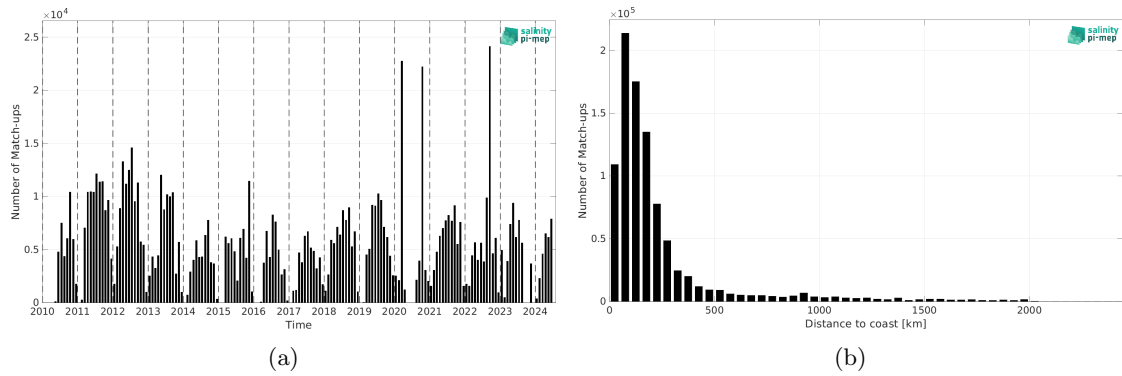 ×10⁴
2.5
2
1.5
1
0.5
0
Number of Match-ups
2010 2011 2012 2013 2014 2015 2016 2017 2018 2019 2020 2021 2022 2023 2024
Time
salinity
pi-mep
(a)
×10⁵
2
1.5
1
0.5
0
Number of Match-ups
0 500 1000 1500 2000
Distance to coast [km]
salinity
pi-mep
(b)